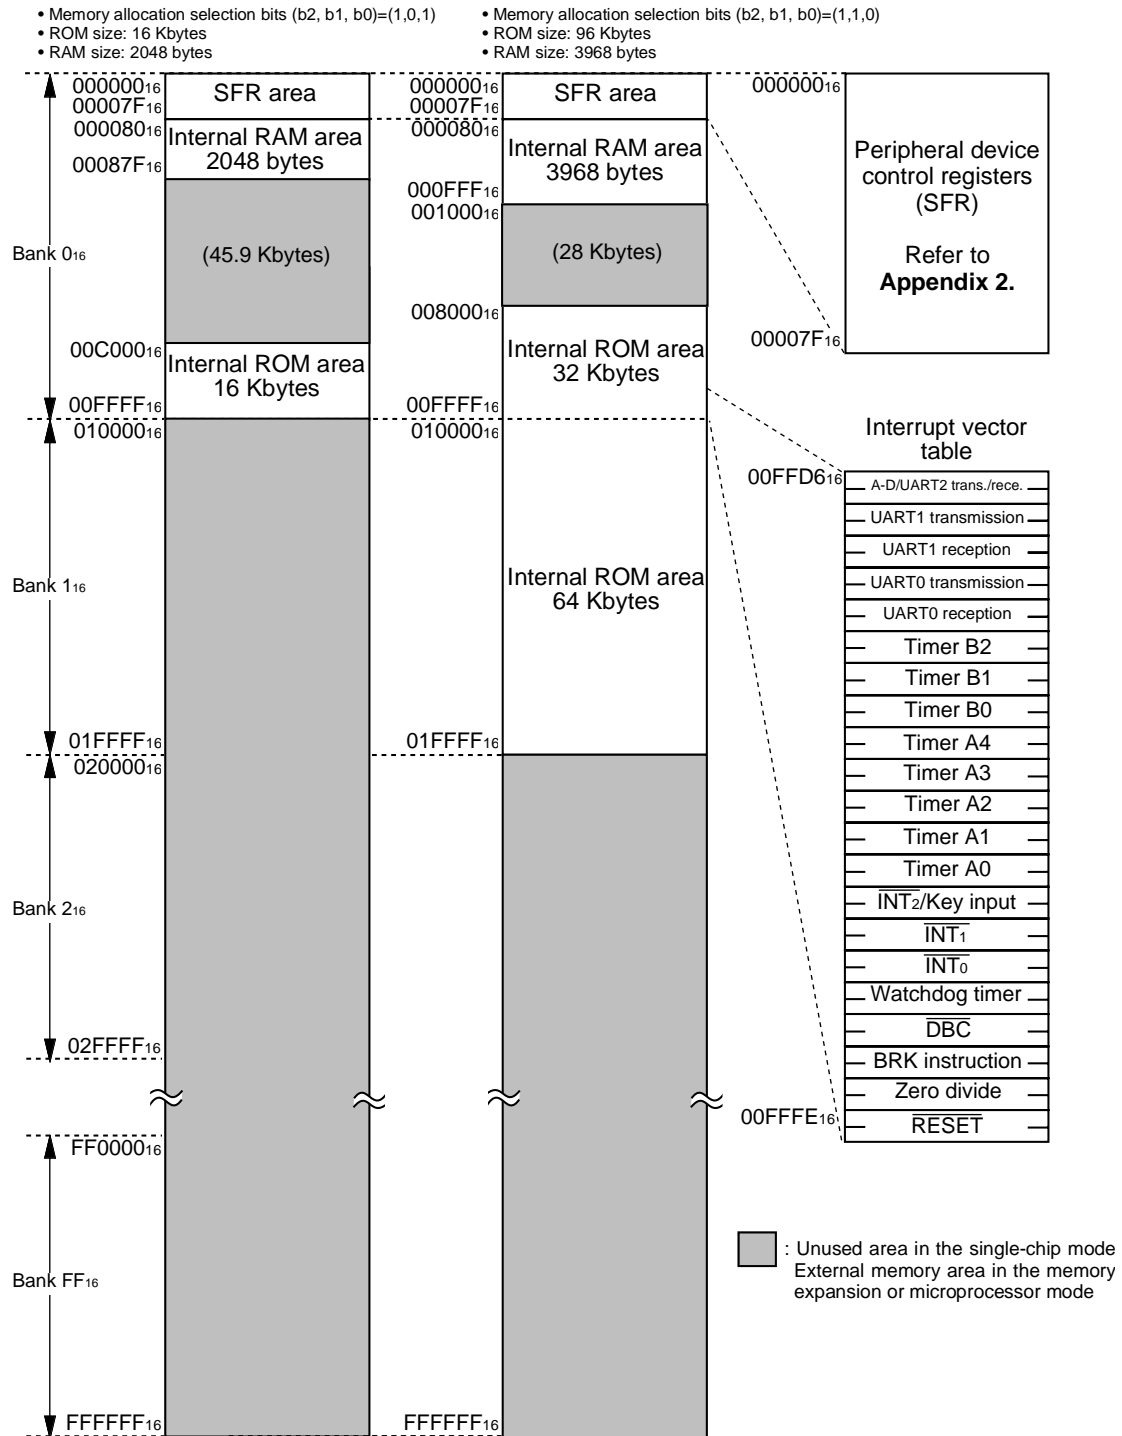 • Memory allocation selection bits (b2, b1, b0)=(1,0,1)
• ROM size: 16 Kbytes
• RAM size: 2048 bytes
• Memory allocation selection bits (b2, b1, b0)=(1,1,0)
• ROM size: 96 Kbytes
• RAM size: 3968 bytes
Bank 016
Bank 116
Bank 216
Bank FF16
00000016
00007F16
00008016
00087F16
00C00016
00FFFF16
01000016
01FFFF16
02000016
02FFFF16
FF000016
FFFFFF16
SFR area
Internal RAM area
2048 bytes
(45.9 Kbytes)
Internal ROM area
16 Kbytes
00000016
00007F16
00008016
000FFF16
00100016
00800016
00FFFF16
01000016
01FFFF16
FFFFFF16
SFR area
Internal RAM area
3968 bytes
(28 Kbytes)
Internal ROM area
32 Kbytes
Internal ROM area
64 Kbytes
00000016
00007F16
Peripheral device
control registers
(SFR)
Refer to
Appendix 2.
Interrupt vector
table
00FFD616
A-D/UART2 trans./rece.
UART1 transmission
UART1 reception
UART0 transmission
UART0 reception
Timer B2
Timer B1
Timer B0
Timer A4
Timer A3
Timer A2
Timer A1
Timer A0
INT2/Key input
INT1
INT0
Watchdog timer
DBC
BRK instruction
Zero divide
00FFFE16
RESET
: Unused area in the single-chip mode
External memory area in the memory
expansion or microprocessor mode